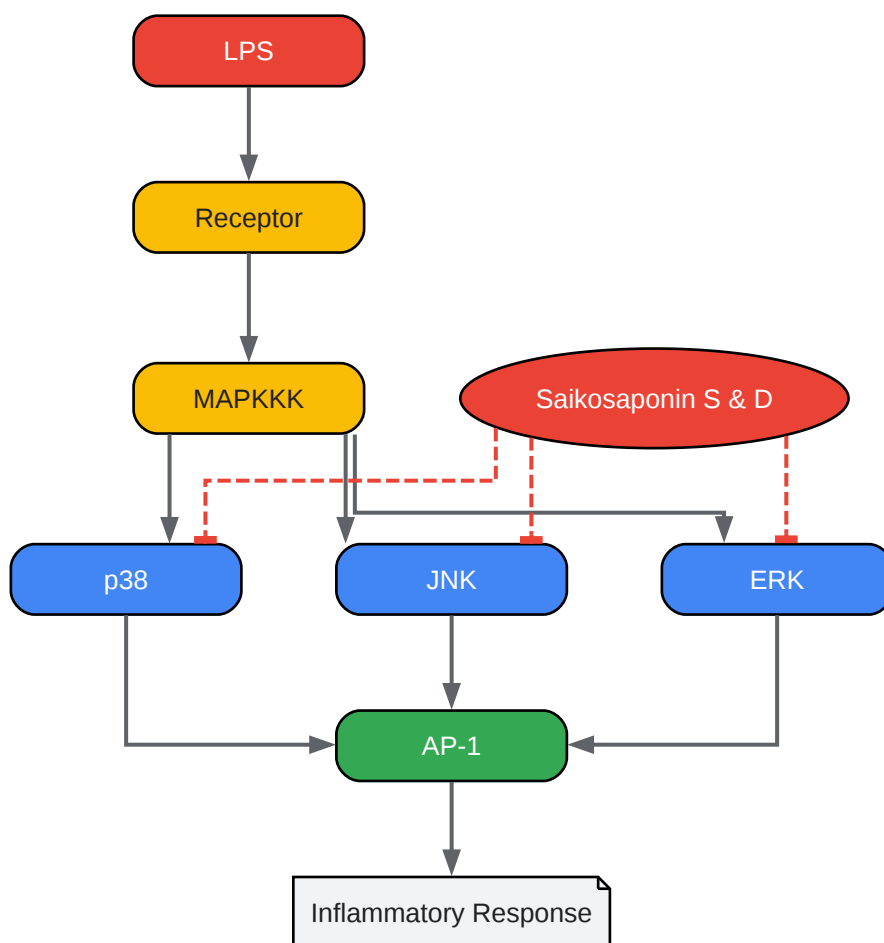 LPS
Receptor
MAPKKK
Saikosaponin S & D
p38
JNK
ERK
AP-1
Inflammatory Response